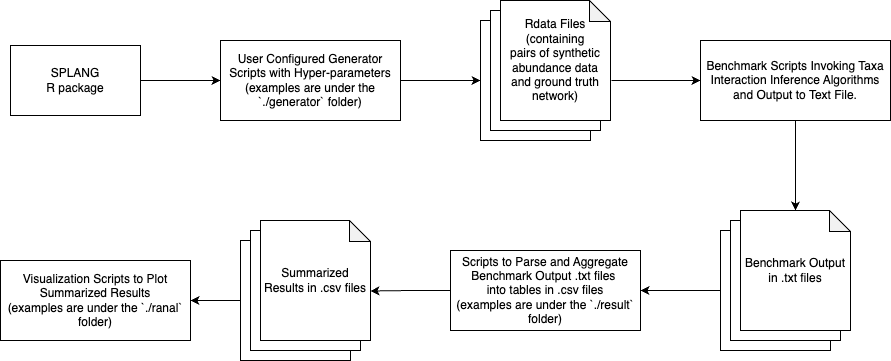 SPLANG
R package
User Configured Generator
Scripts with Hyper-parameters
(examples are under the
`./generator` folder)
Rdata Files
(containing
pairs of synthetic
abundance data
and ground truth
network)
Benchmark Scripts Invoking Taxa
Interaction Inference Algorithms
and Output to Text File.
Benchmark Output
in .txt files
Scripts to Parse and Aggregate
Benchmark Output .txt files
into tables in .csv files
(examples are under the `./result`
folder)
Summarized
Results in .csv files
Visualization Scripts to Plot
Summarized Results
(examples are under the `./ranal`
folder)